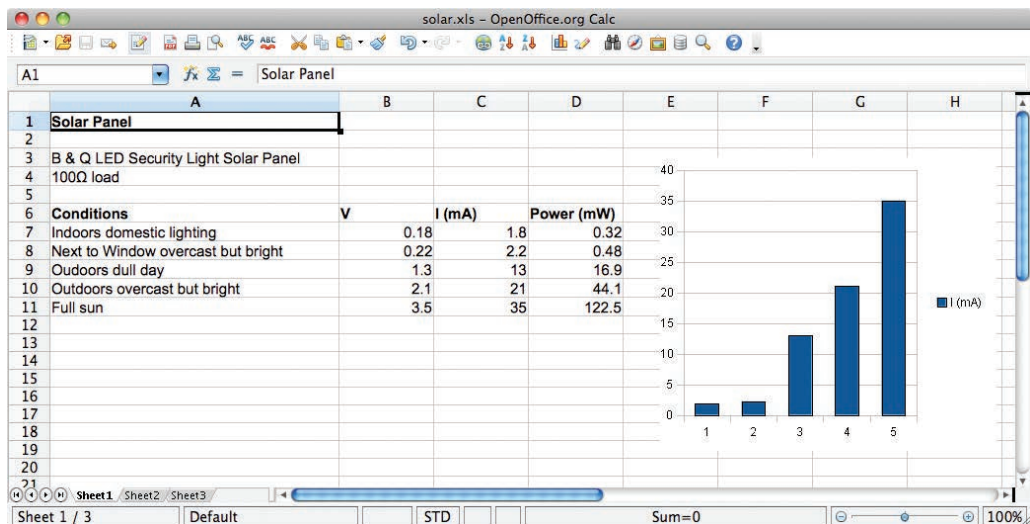 solar.xls – OpenOffice.org Calc
ABC ABC
A1 Solar Panel
A B C D E F G H
1 Solar Panel
2
3 B & Q LED Security Light Solar Panel
4 100Ω load
5
6 Conditions V I (mA) Power (mW)
7 Indoors domestic lighting 0.18 1.8 0.32
8 Next to Window overcast but bright 0.22 2.2 0.48
9 Oudoors dull day 1.3 13 16.9
10 Outdoors overcast but bright 2.1 21 44.1
11 Full sun 3.5 35 122.5
12
13
14
15
16
17
18
19
20
21
40
35
30
25
20
15
10
5
0
1 2 3 4 5
I (mA)
Sheet1 Sheet2 Sheet3
Sheet 1 / 3 Default STD Sum=0 100%